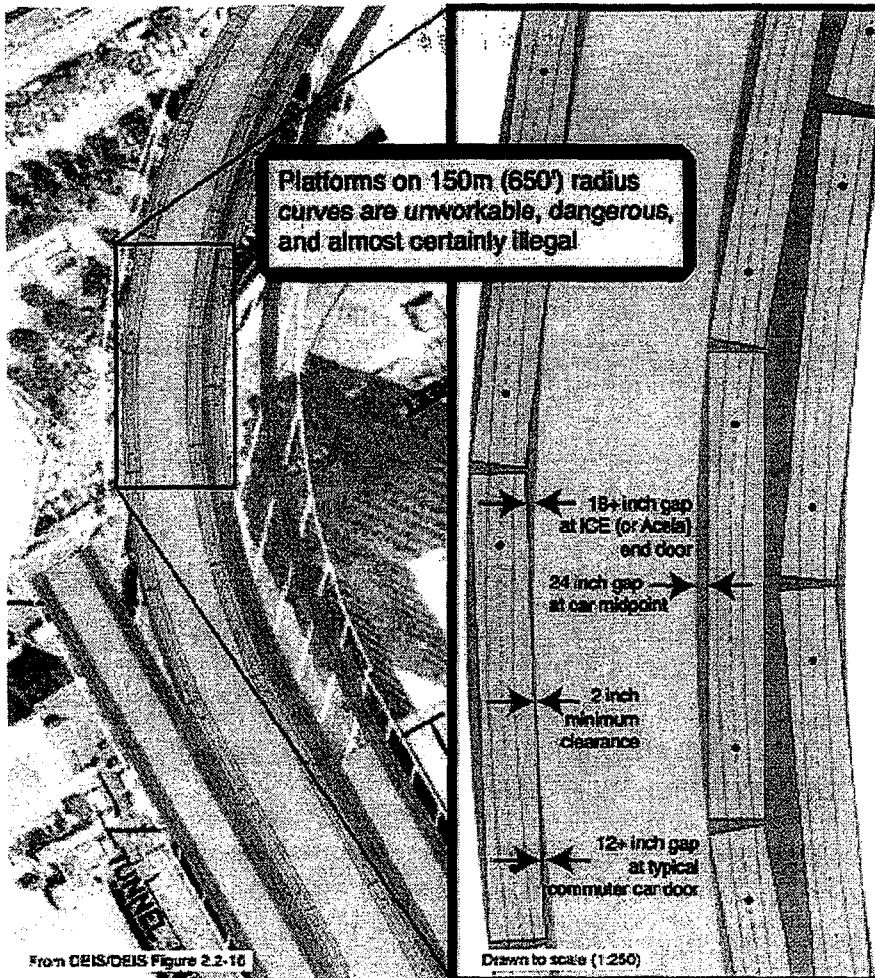 Platforms on 150m (650') radius
curves are unworkable, dangerous,
and almost certainly illegal
18+ inch gap
at ICE (or Acela)
end door
24 inch gap
at car midpoint
2 inch
minimum
clearance
12+ inch gap
at typical
commuter car door
TUNNEL
From DEIS/DEIS Figure 2.2-16
Drawn to scale (1:250)